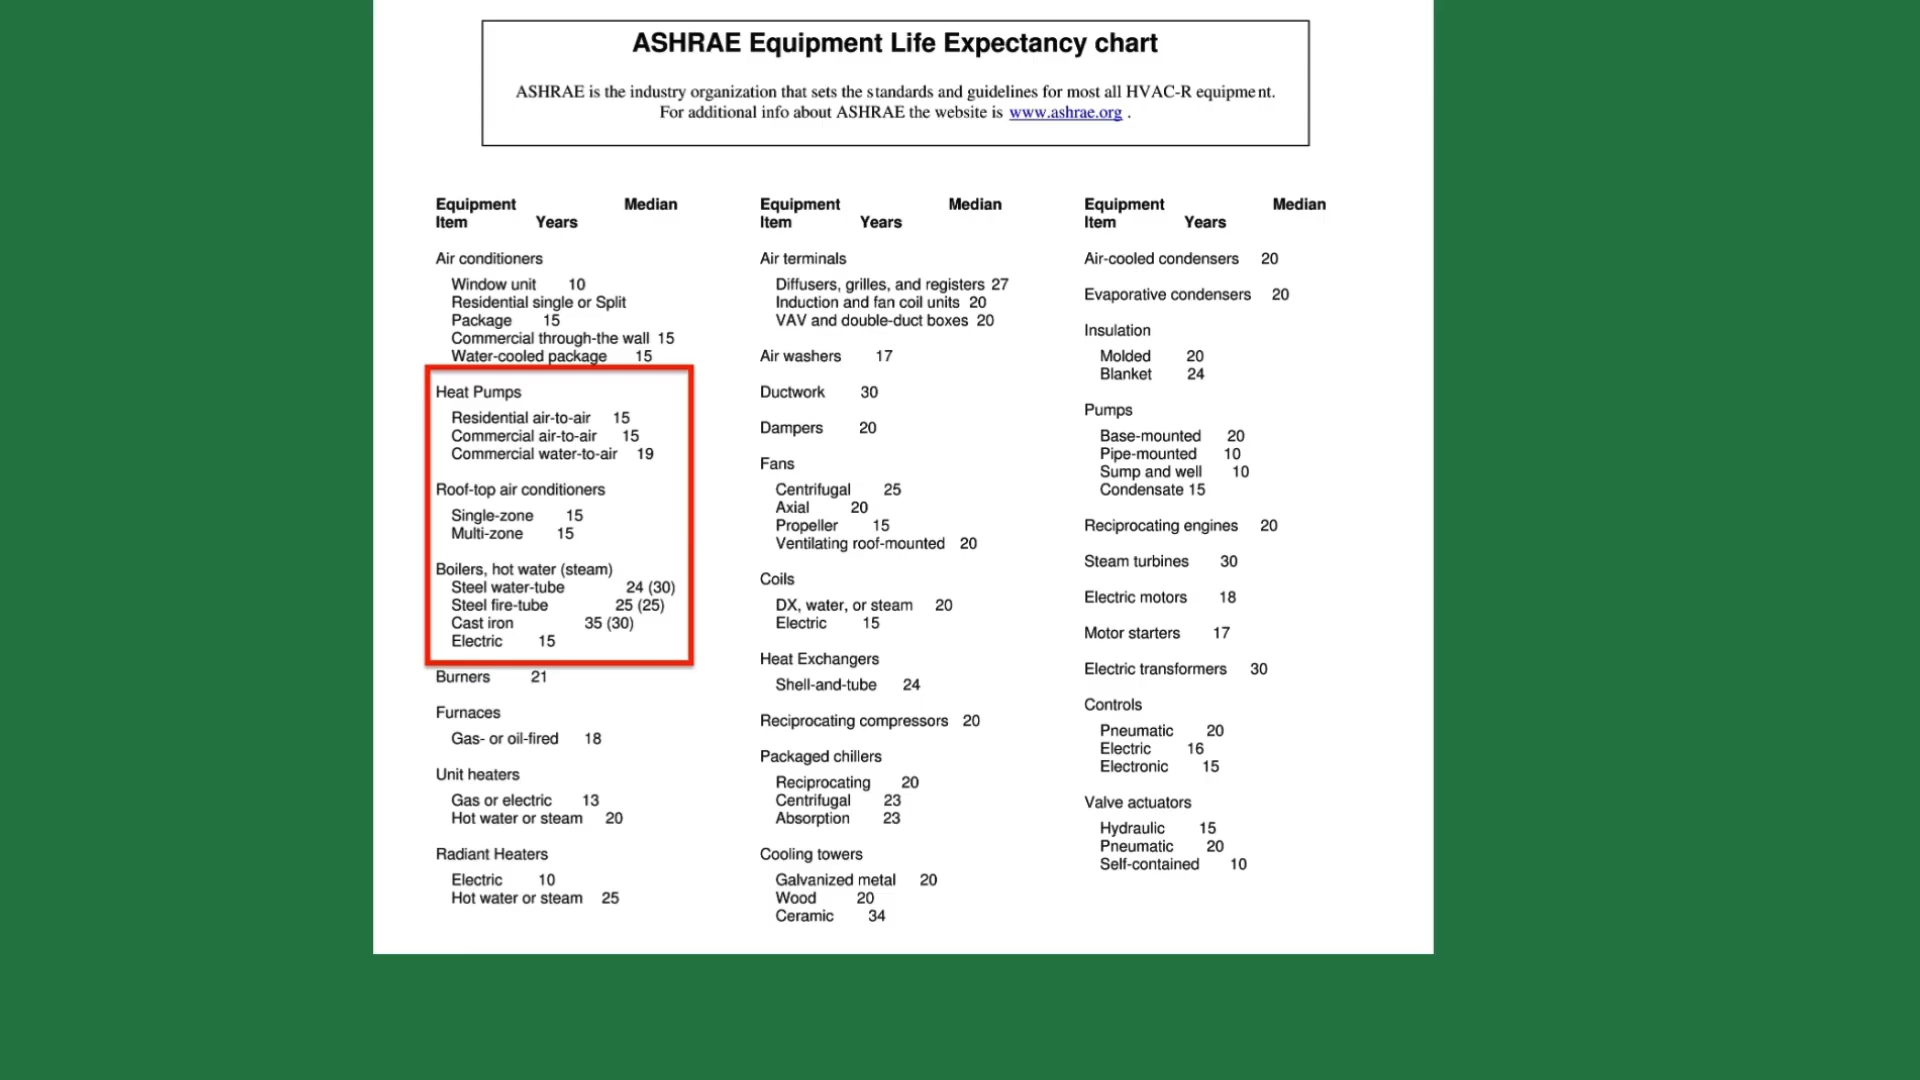 ASHRAE Equipment Life Expectancy chart
ASHRAE is the industry organization that sets the standards and guidelines for most all HVAC-R equipment.
For additional info about ASHRAE the website is www.ashrae.org .
Equipment Median
Item Years
Air conditioners
Window unit 10
Residential single or Split
Package 15
Commercial through-the wall 15
Water-cooled package 15
Heat Pumps
Residential air-to-air 15
Commercial air-to-air 15
Commercial water-to-air 19
Roof-top air conditioners
Single-zone 15
Multi-zone 15
Boilers, hot water (steam)
Steel water-tube 24 (30)
Steel fire-tube 25 (25)
Cast iron 35 (30)
Electric 15
Burners 21
Furnaces
Gas- or oil-fired 18
Unit heaters
Gas or electric 13
Hot water or steam 20
Radiant Heaters
Electric 10
Hot water or steam 25
Equipment Median
Item Years
Air terminals
Diffusers, grilles, and registers 27
Induction and fan coil units 20
VAV and double-duct boxes 20
Air washers 17
Ductwork 30
Dampers 20
Fans
Centrifugal 25
Axial 20
Propeller 15
Ventilating roof-mounted 20
Coils
DX, water, or steam 20
Electric 15
Heat Exchangers
Shell-and-tube 24
Reciprocating compressors 20
Packaged chillers
Reciprocating 20
Centrifugal 23
Absorption 23
Cooling towers
Galvanized metal 20
Wood 20
Ceramic 34
Equipment Median
Item Years
Air-cooled condensers 20
Evaporative condensers 20
Insulation
Molded 20
Blanket 24
Pumps
Base-mounted 20
Pipe-mounted 10
Sump and well 10
Condensate 15
Reciprocating engines 20
Steam turbines 30
Electric motors 18
Motor starters 17
Electric transformers 30
Controls
Pneumatic 20
Electric 16
Electronic 15
Valve actuators
Hydraulic 15
Pneumatic 20
Self-contained 10